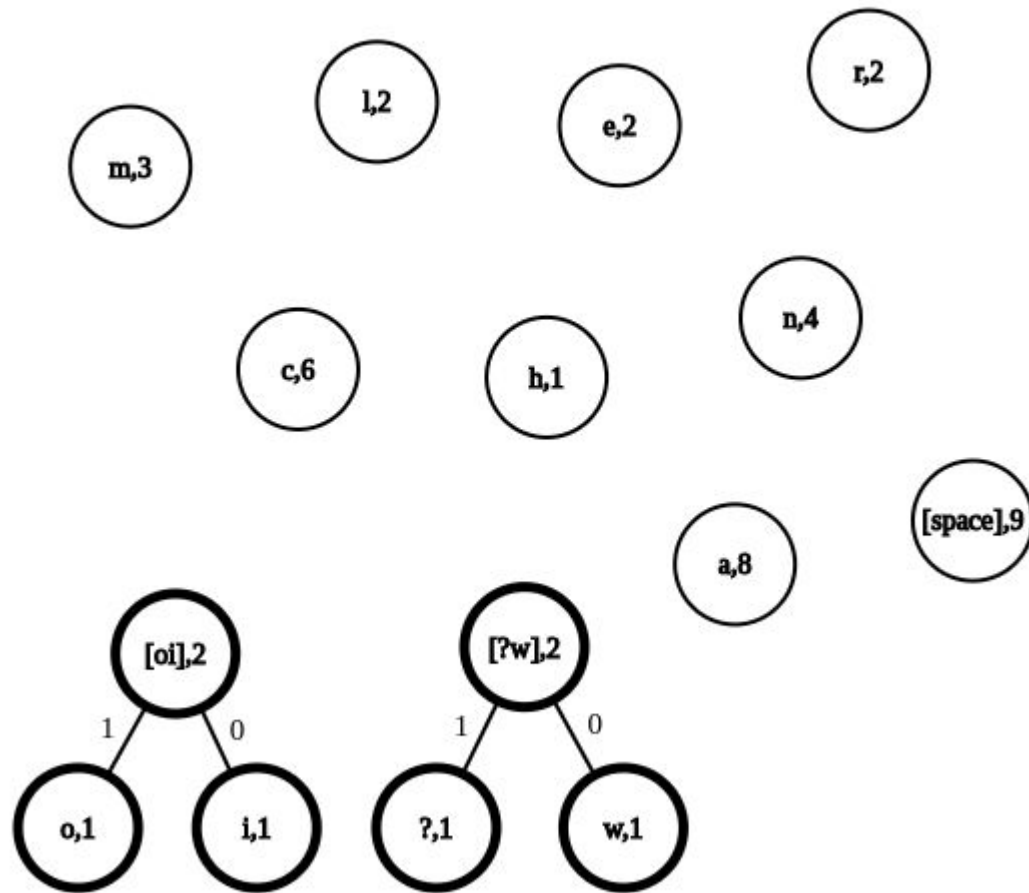 r,2
l,2
e,2
m,3
n,4
c,6
h,1
[space],9
a,8
[oi],2
[?w],2
1
0
1
0
o,1
i,1
?,1
w,1